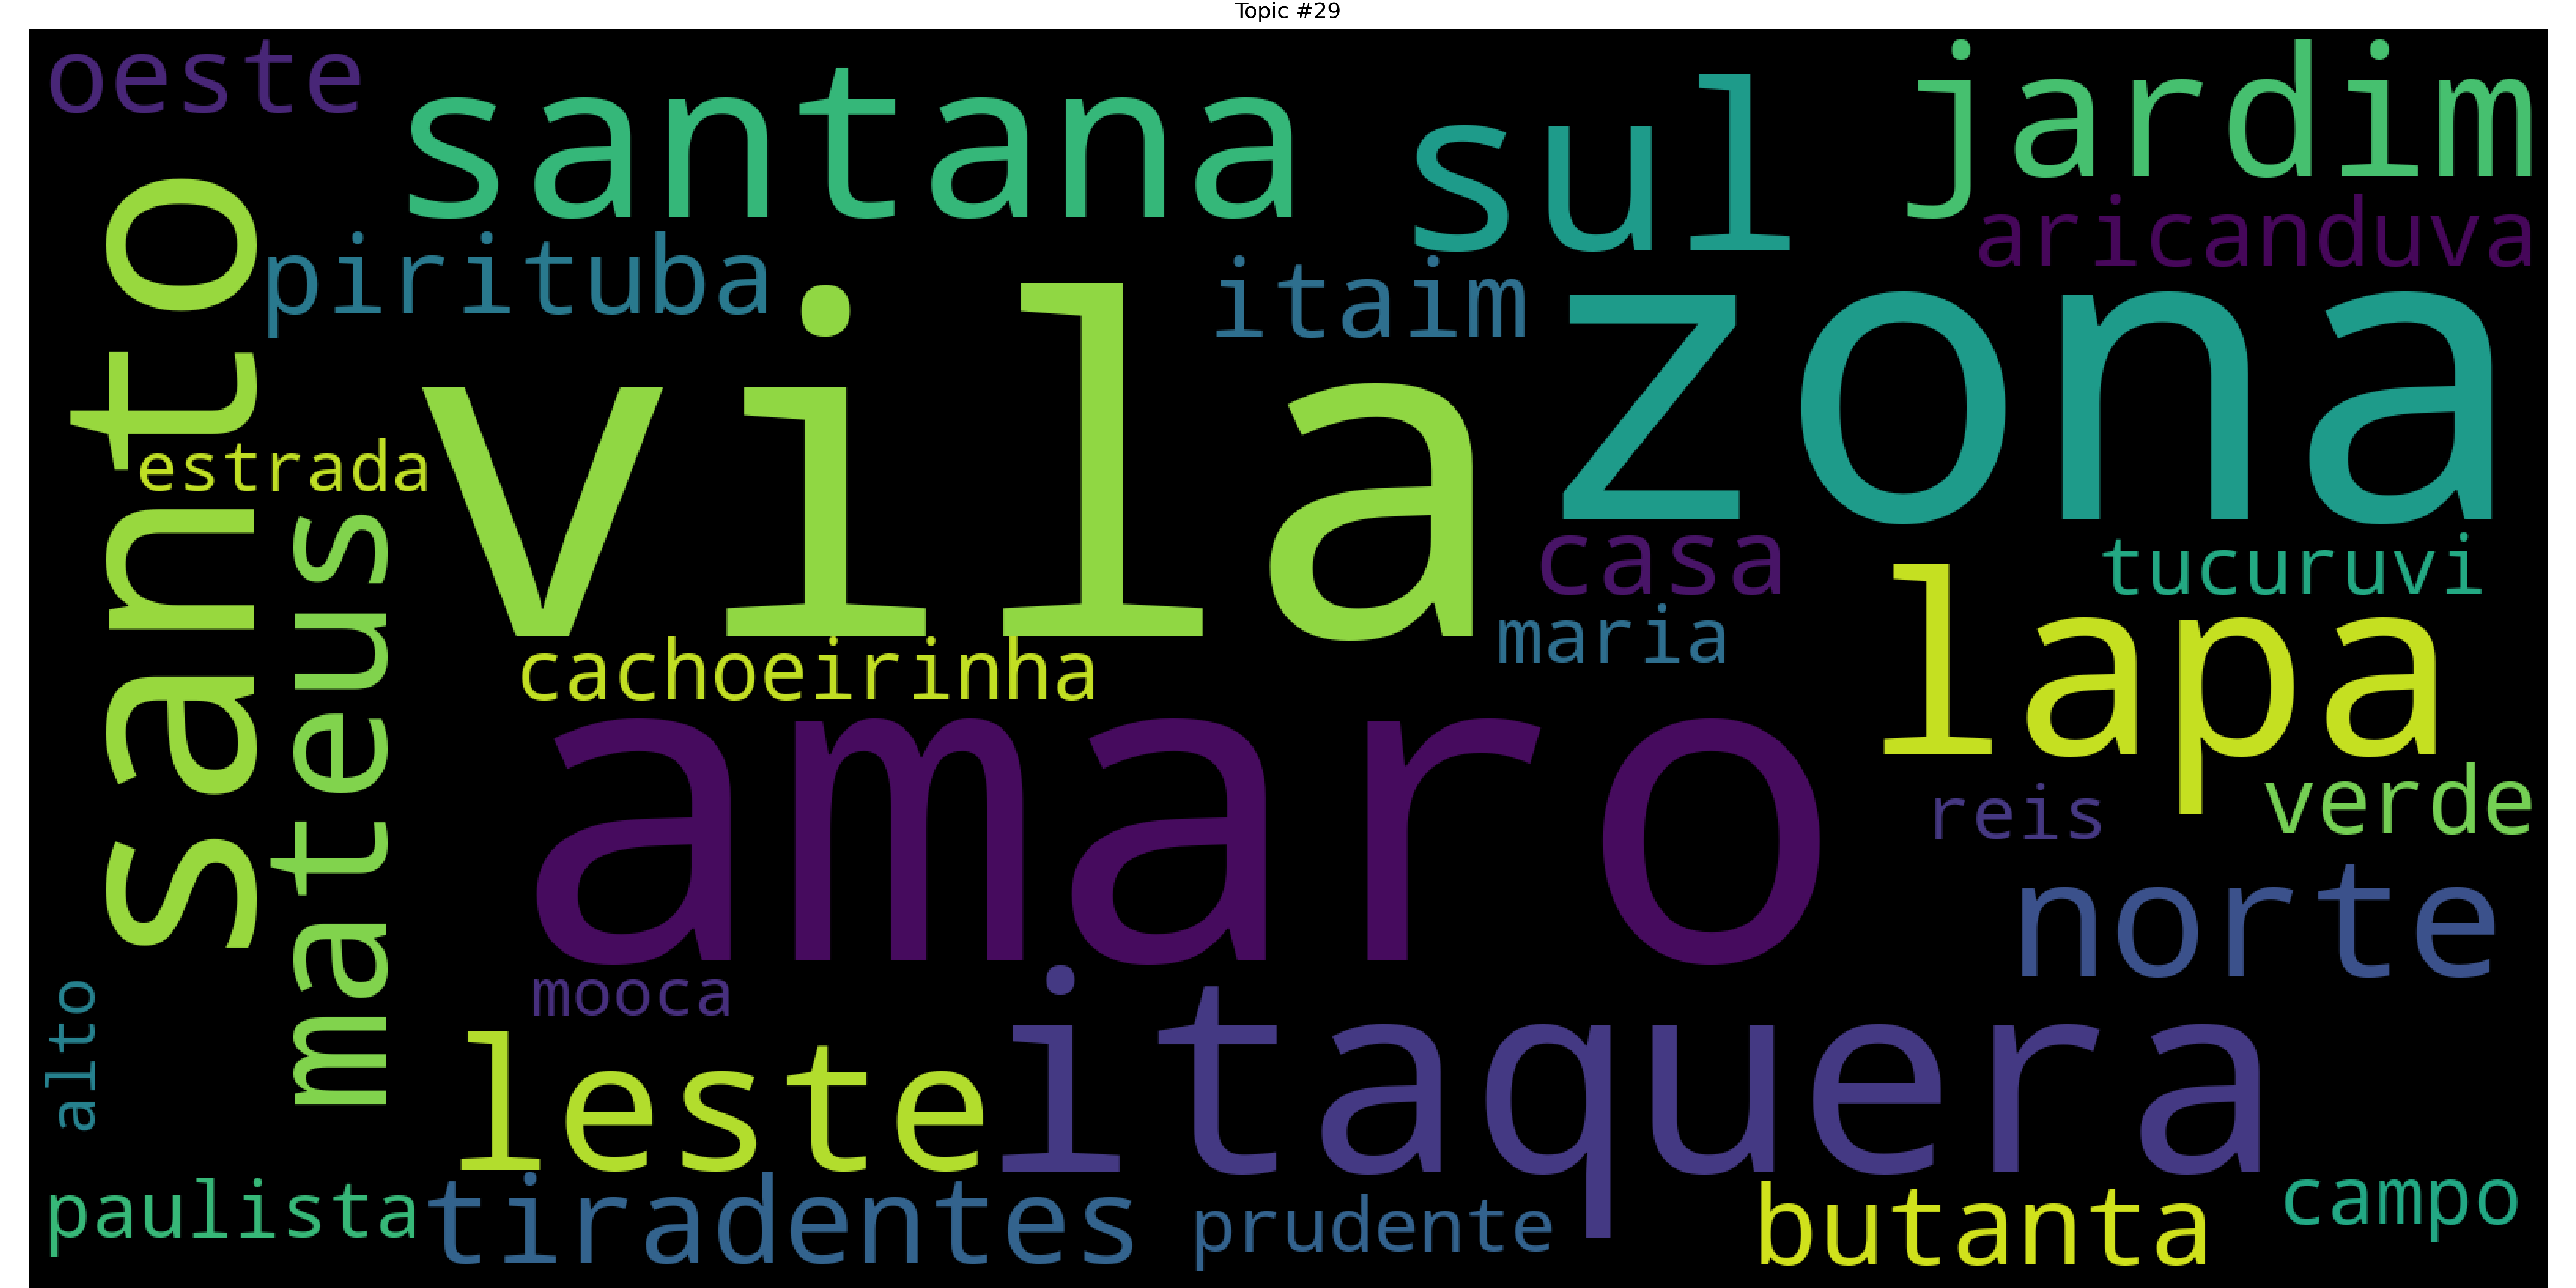 Topic #29
oeste
santana
sul
jardim
aricanduva
santo
pirituba
itaim
zona
vila
estrada
mateus
casa
tucuruvi
maria
lapa
cachoeirinha
amaro
reis
verde
norte
mooca
alto
leste
itaquera
paulista
tiradentes
prudente
butanta
campo